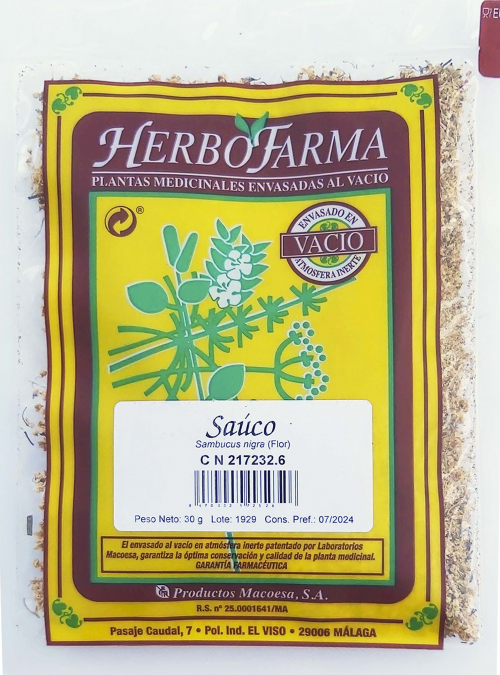 HERBOFARMA
PLANTAS MEDICINALES ENVASADAS AL VACIO
®
ENVASADO EN
VACIO
ATMOSFERA INERTE
Saúco
Sambucus nigra (Flor)
C N 217232.6
Peso Neto: 30 g Lote: 1929 Cons. Pref.: 07/2024
El envasado al vacío en atmósfera inerte patentado por Laboratorios
Macoesa, garantiza la óptima conservación y calidad de la planta medicinal.
GARANTÍA FARMACÉUTICA
Productos Macoesa, S.A.
R.S. nº 25.0001641/MA
Pasaje Caudal, 7 • Pol. Ind. EL VISO • 29006 MÁLAGA